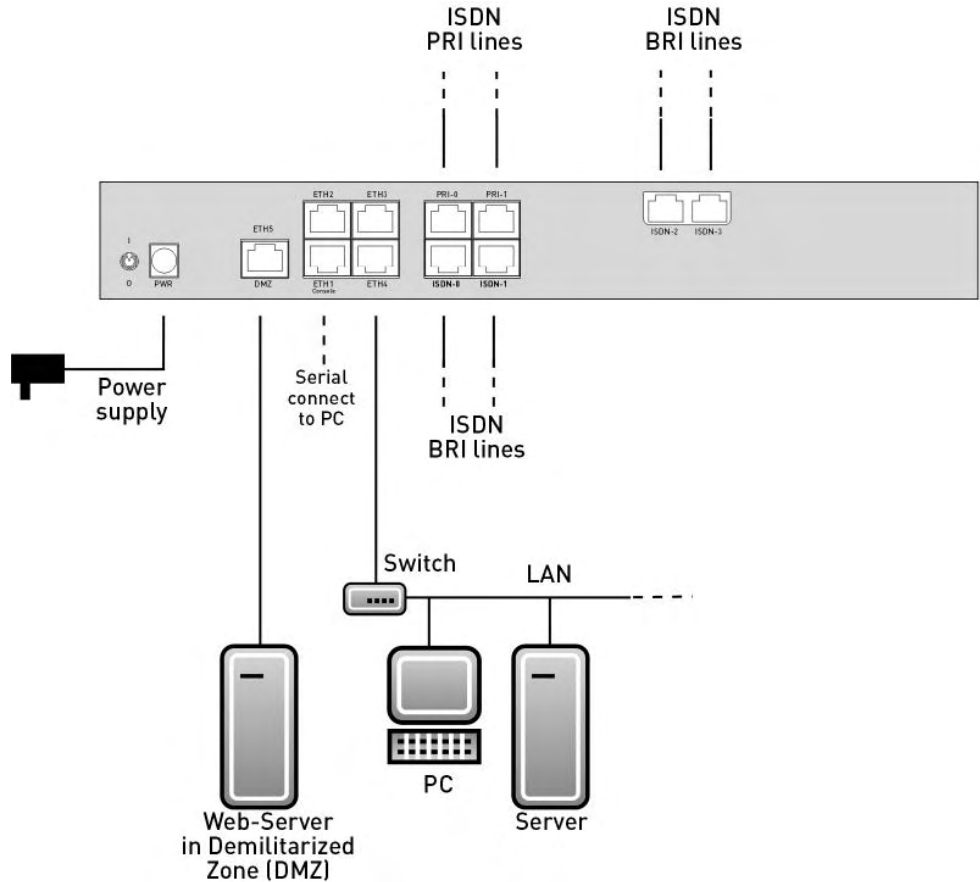 ISDN
PRI lines
ISDN
BRI lines
ETH2
ETH3
PRI-0
PRI-1
ETH5
ISDN-2
ISDN-3
I
0
PWR
DMZ
ETH1
Console
ETH4
ISDN-0
ISDN-1
Power
supply
Serial
connect
to PC
ISDN
BRI lines
Switch
LAN
PC
Server
Web-Server
in Demilitarized
Zone (DMZ)